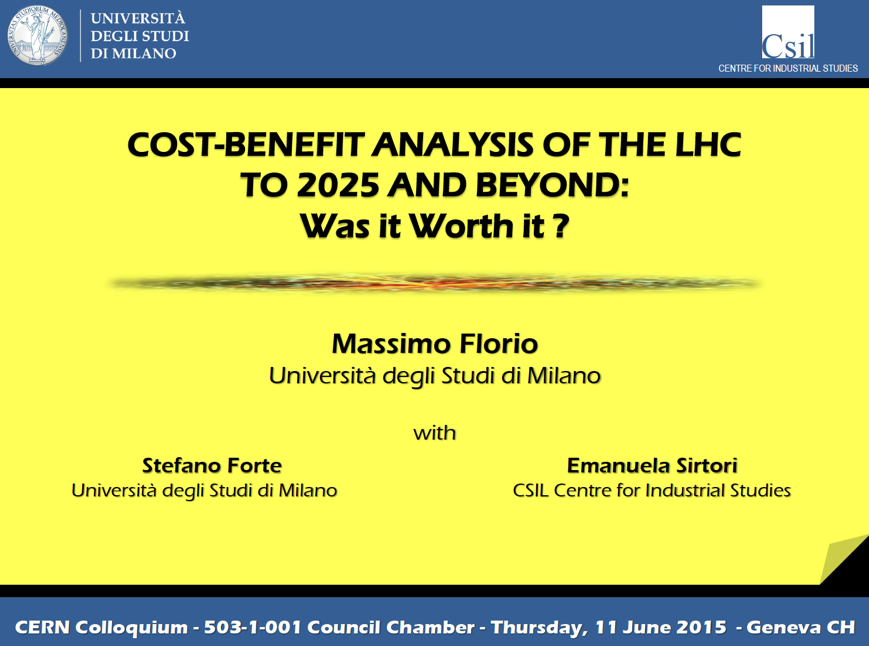 UNIVERSITÀ
DEGLI STUDI
DI MILANO
Csil
CENTRE FOR INDUSTRIAL STUDIES
COST-BENEFIT ANALYSIS OF THE LHC
TO 2025 AND BEYOND:
Was it Worth it ?
Massimo Florio
Università degli Studi di Milano
with
Stefano Forte
Università degli Studi di Milano
Emanuela Sirtori
CSIL Centre for Industrial Studies
CERN Colloquium - 503-1-001 Council Chamber - Thursday, 11 June 2015 - Geneva CH